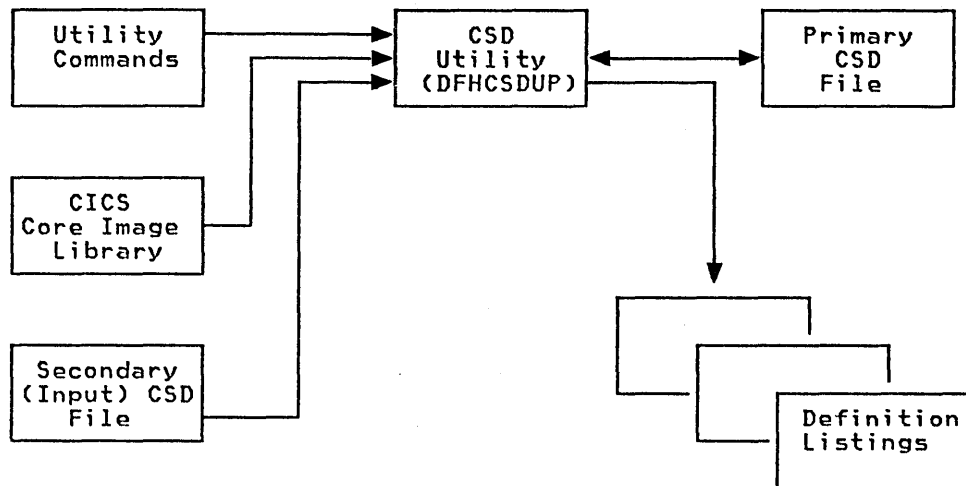 Utility
Commands
CSD
Utility
(DFHCSDUP)
Primary
CSD
File
CICS
Core Image
Library
Secondary
(Input) CSD
File
Definition
Listings